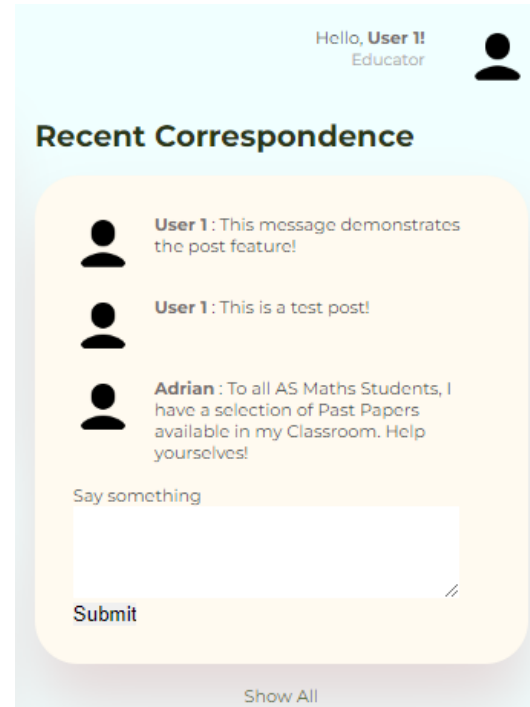 Hello, User 1!
Educator
Recent Correspondence
User 1 : This message demonstrates
the post feature!
User 1 : This is a test post!
Adrian : To all AS Maths Students, I
have a selection of Past Papers
available in my Classroom. Help
yourselves!
Say something
Submit
Show All